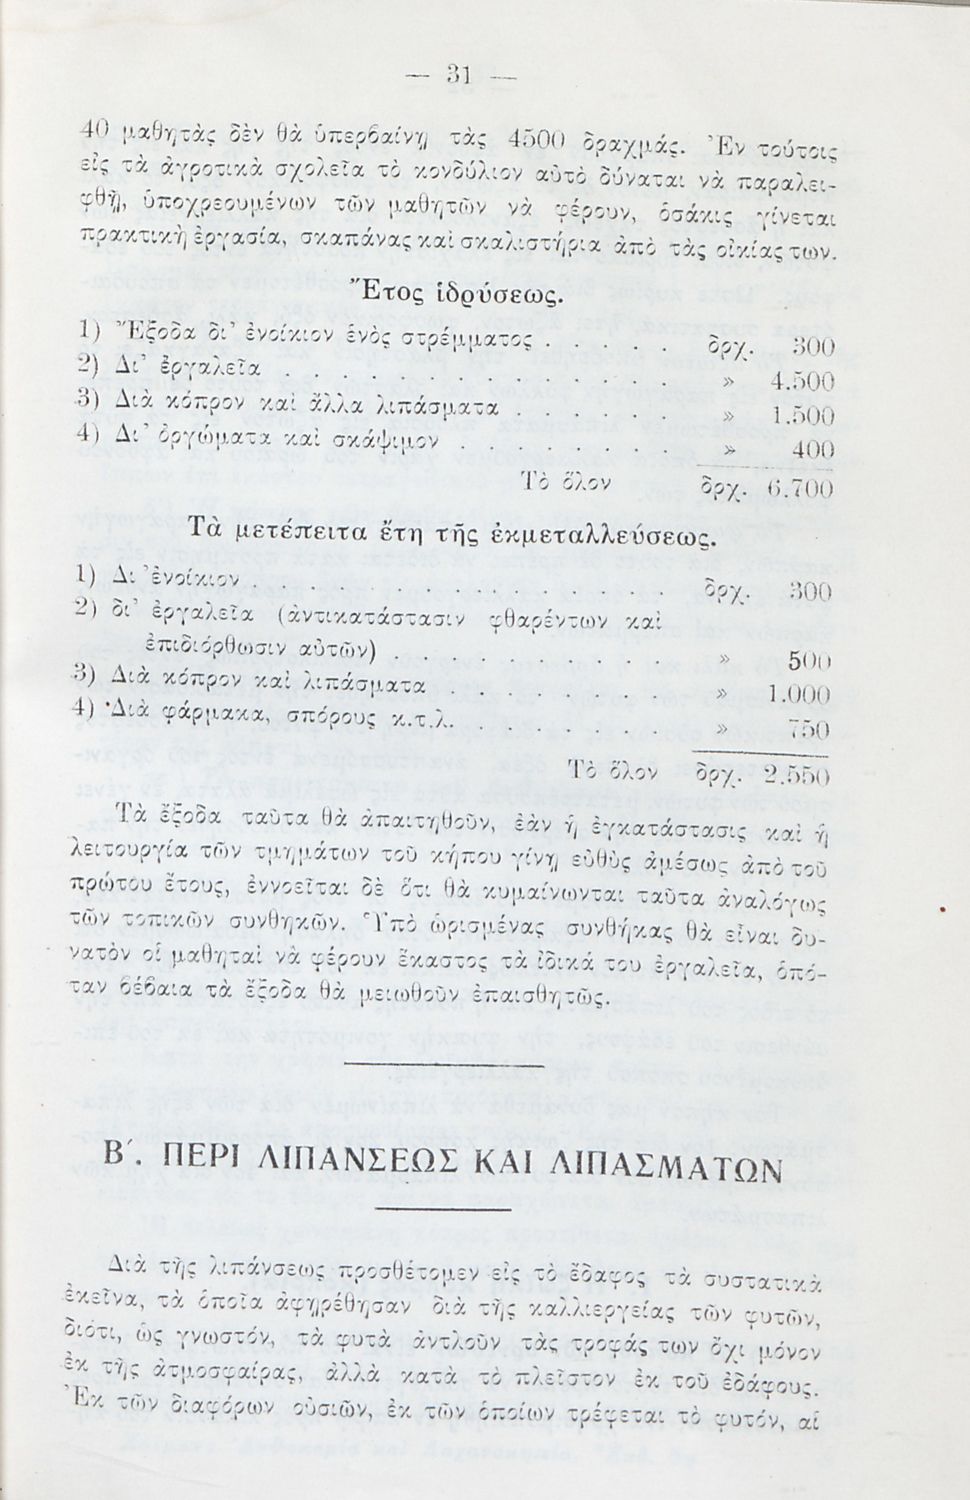 — 31 —
40 μαθητὰς δὲν θὰ ὑπερβαίνῃ τὰς 4500 δραχμάς. Ἐν τούτοις
εἰς τὰ ἀγροτικὰ σχολεῖα τὸ κονδύλιον αὐτὸ δύναται νὰ παραλει-
φθῇ, ὑποχρεουμένων τῶν μαθητῶν νὰ φέρουν, ὁσάκις γίνεται
πρακτικὴ ἐργασία, σκαπάνας καὶ σκαλιστήρια ἀπὸ τὰς οἰκίας των.
Ἔτος ἱδρύσεως.
1) Ἔξοδα δι’ ἐνοίκιον ἑνὸς στρέμματος . . . . . δρχ. 300
2) Δι’ ἐργαλεῖα . . . . . . . . . . . . . . » 4.500
3) Διὰ κόπρον καὶ ἄλλα λιπάσματα . . . . . . » 1.500
4) Δι’ ὀργώματα καὶ σκάψιμον . . . . . . . . » 400
Τὸ ὅλον δρχ. 6.700
Τὰ μετέπειτα ἔτη τῆς ἐκμεταλλεύσεως.
1) Δι’ ἐνοίκιον . . . . . . . . . . . . . . . δρχ. 300
2) δι’ ἐργαλεῖα (ἀντικατάστασιν φθαρέντων καὶ
ἐπιδιόρθωσιν αὐτῶν) . . . . . . . . . » 500
3) Διὰ κόπρον καὶ λιπάσματα . . . . . . . . » 1.000
4) Διὰ φάρμακα, σπόρους κ.τ.λ. . . . . . . . » 750
Τὸ ὅλον δρχ. 2.550
Τὰ ἔξοδα ταῦτα θὰ ἀπαιτηθοῦν, ἐὰν ἡ ἐγκατάστασις καὶ ἡ
λειτουργία τῶν τμημάτων τοῦ κήπου γίνῃ εὐθὺς ἀμέσως ἀπὸ τοῦ
πρώτου ἔτους, ἐννοεῖται δὲ ὅτι θὰ κυμαίνωνται ταῦτα ἀναλόγως
τῶν τοπικῶν συνθηκῶν. Ὑπὸ ὡρισμένας συνθήκας θὰ εἶναι δυ-
νατὸν οἱ μαθηταὶ νὰ φέρουν ἕκαστος τὰ ἰδικά του ἐργαλεῖα, ὁπό-
ταν βέβαια τὰ ἔξοδα θὰ μειωθοῦν ἐπαισθητῶς.
Β΄. ΠΕΡΙ ΛΙΠΑΝΣΕΩΣ ΚΑΙ ΛΙΠΑΣΜΑΤΩΝ
Διὰ τῆς λιπάνσεως προσθέτομεν εἰς τὸ ἔδαφος τὰ συστατικὰ
ἐκεῖνα, τὰ ὁποῖα ἀφῃρέθησαν διὰ τῆς καλλιεργείας τῶν φυτῶν,
διότι, ὡς γνωστόν, τὰ φυτὰ ἀντλοῦν τὰς τροφάς των ὄχι μόνον
ἐκ τῆς ἀτμοσφαίρας, ἀλλὰ κατὰ τὸ πλεῖστον ἐκ τοῦ ἐδάφους.
Ἐκ τῶν διαφόρων οὐσιῶν, ἐκ τῶν ὁποίων τρέφεται τὸ φυτόν, αἱ